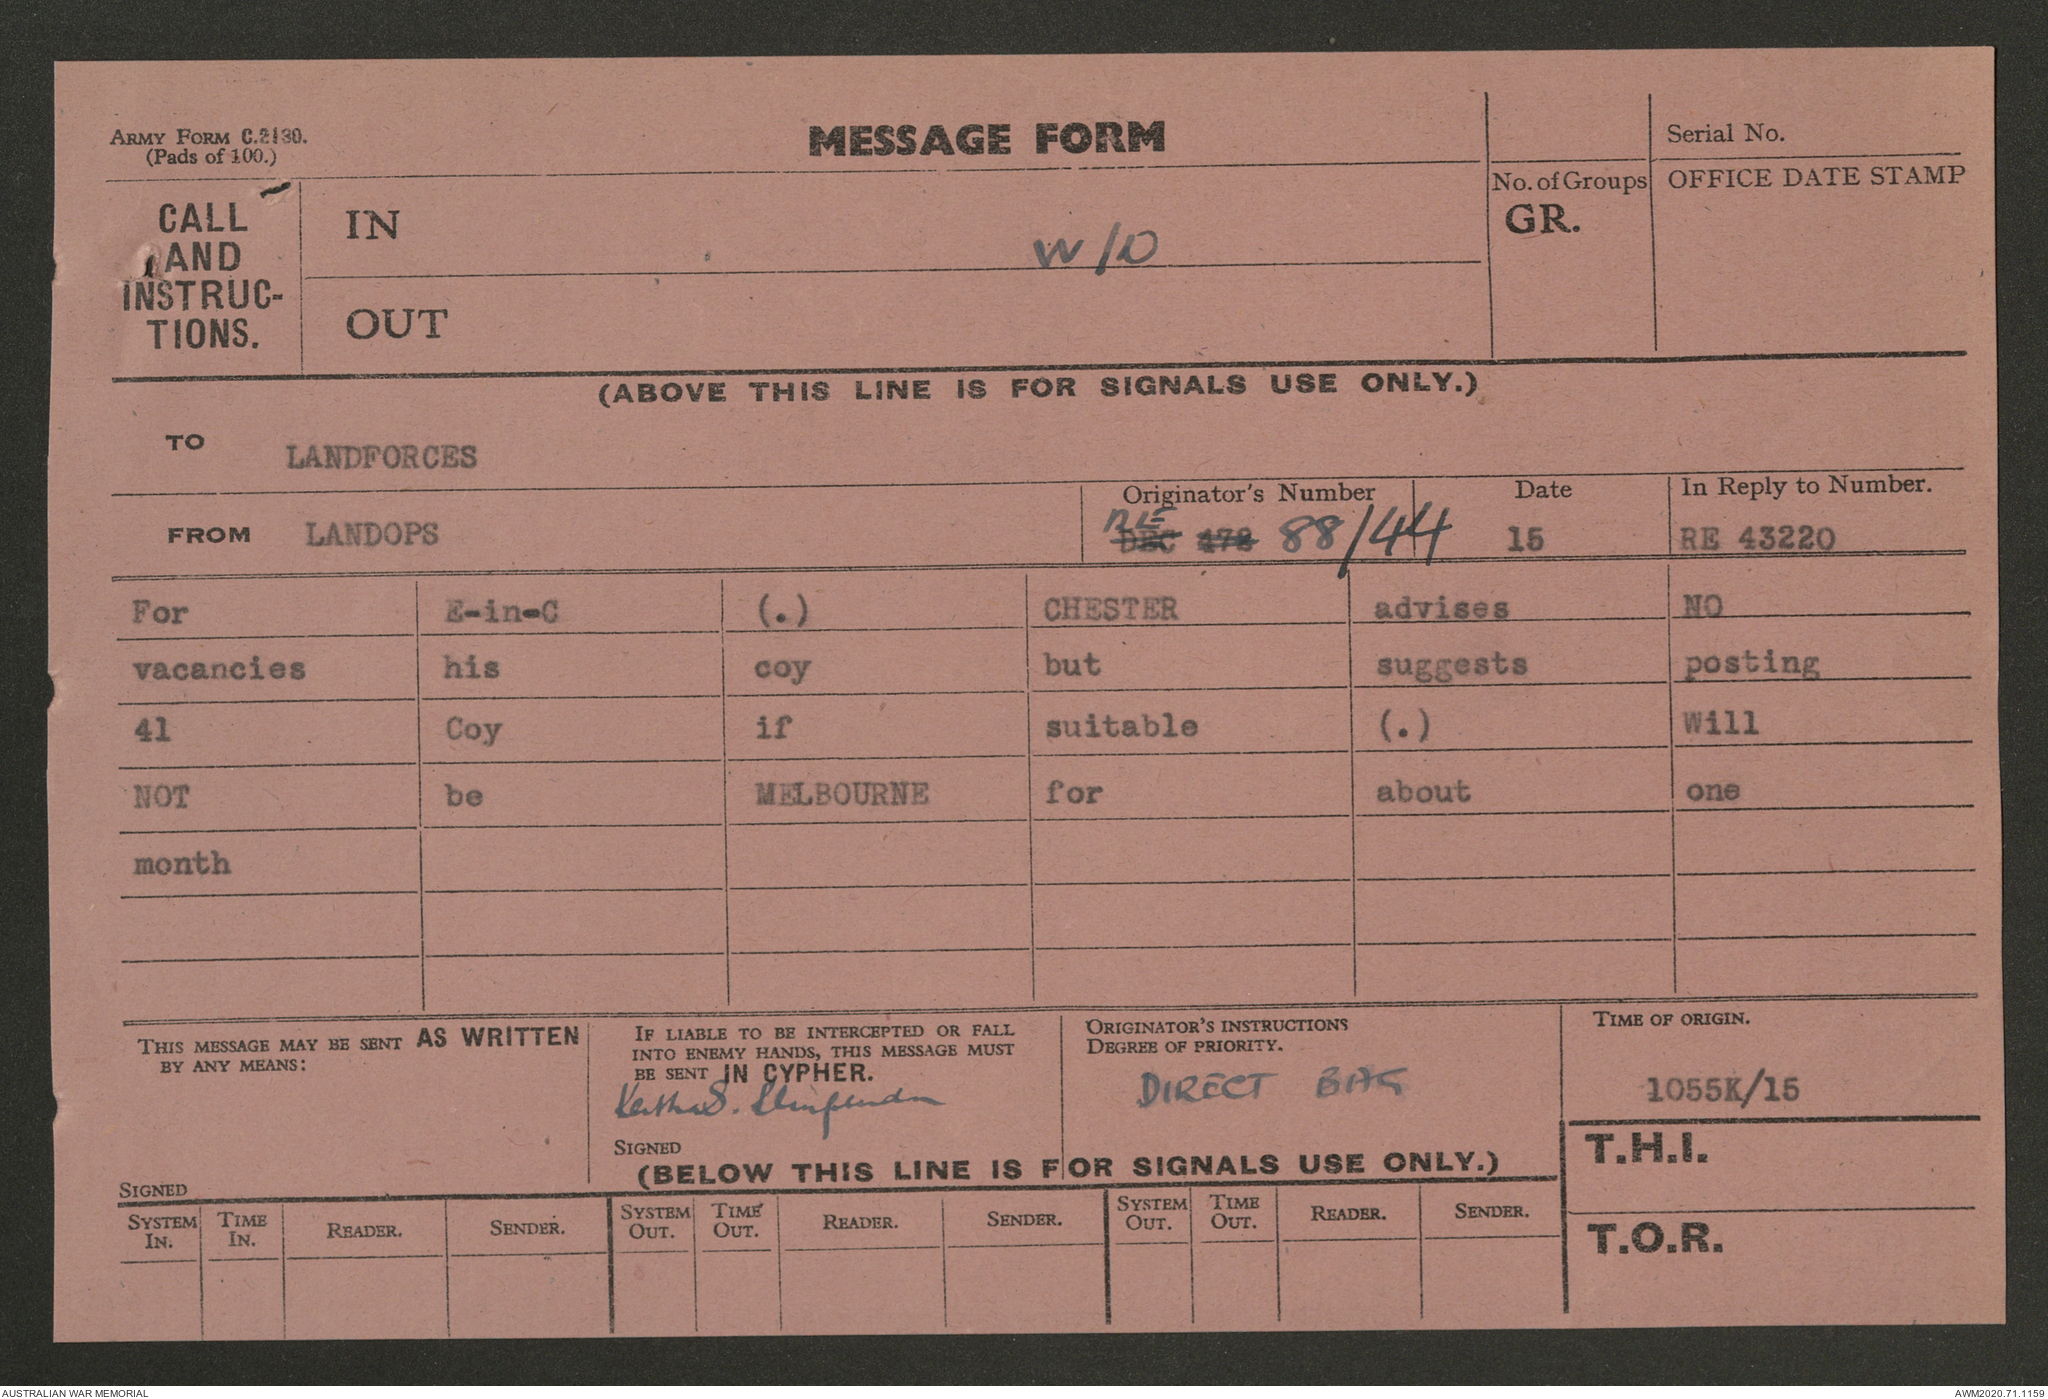 ARMY FORM C.2130.
(Pads of 100.)
MESSAGE FORM
Serial No.
CALL AND INSTRUC-TIONS.
IN
W/D
No. of Groups
GR.
OFFICE DATE STAMP
OUT
(ABOVE THIS LINE IS FOR SIGNALS USE ONLY.)
TO LANDFORCES
Originator's Number Date In Reply to Number.
FROM LANDOPS DEC 478 88/44 15 RE 43220
For E-in-C (.) CHESTER advises NO
vacancies his coy but suggests posting
41 Coy if suitable (.) Will
NOT be MELBOURNE for about one
month
THIS MESSAGE MAY BE SENT AS WRITTEN
BY ANY MEANS:
SIGNED
IF LIABLE TO BE INTERCEPTED OR FALL
INTO ENEMY HANDS, THIS MESSAGE MUST
BE SENT IN CYPHER.
SIGNED
ORIGINATOR'S INSTRUCTIONS
DEGREE OF PRIORITY.
DIRECT BAG
TIME OF ORIGIN.
1055K/15
(BELOW THIS LINE IS FOR SIGNALS USE ONLY.)
T.H.I.
T.O.R.
SYSTEM IN. TIME IN. READER. SENDER. SYSTEM OUT. TIME OUT. READER. SENDER. SYSTEM OUT. TIME OUT. READER. SENDER.
AUSTRALIAN WAR MEMORIAL
AWM2020.71.1159